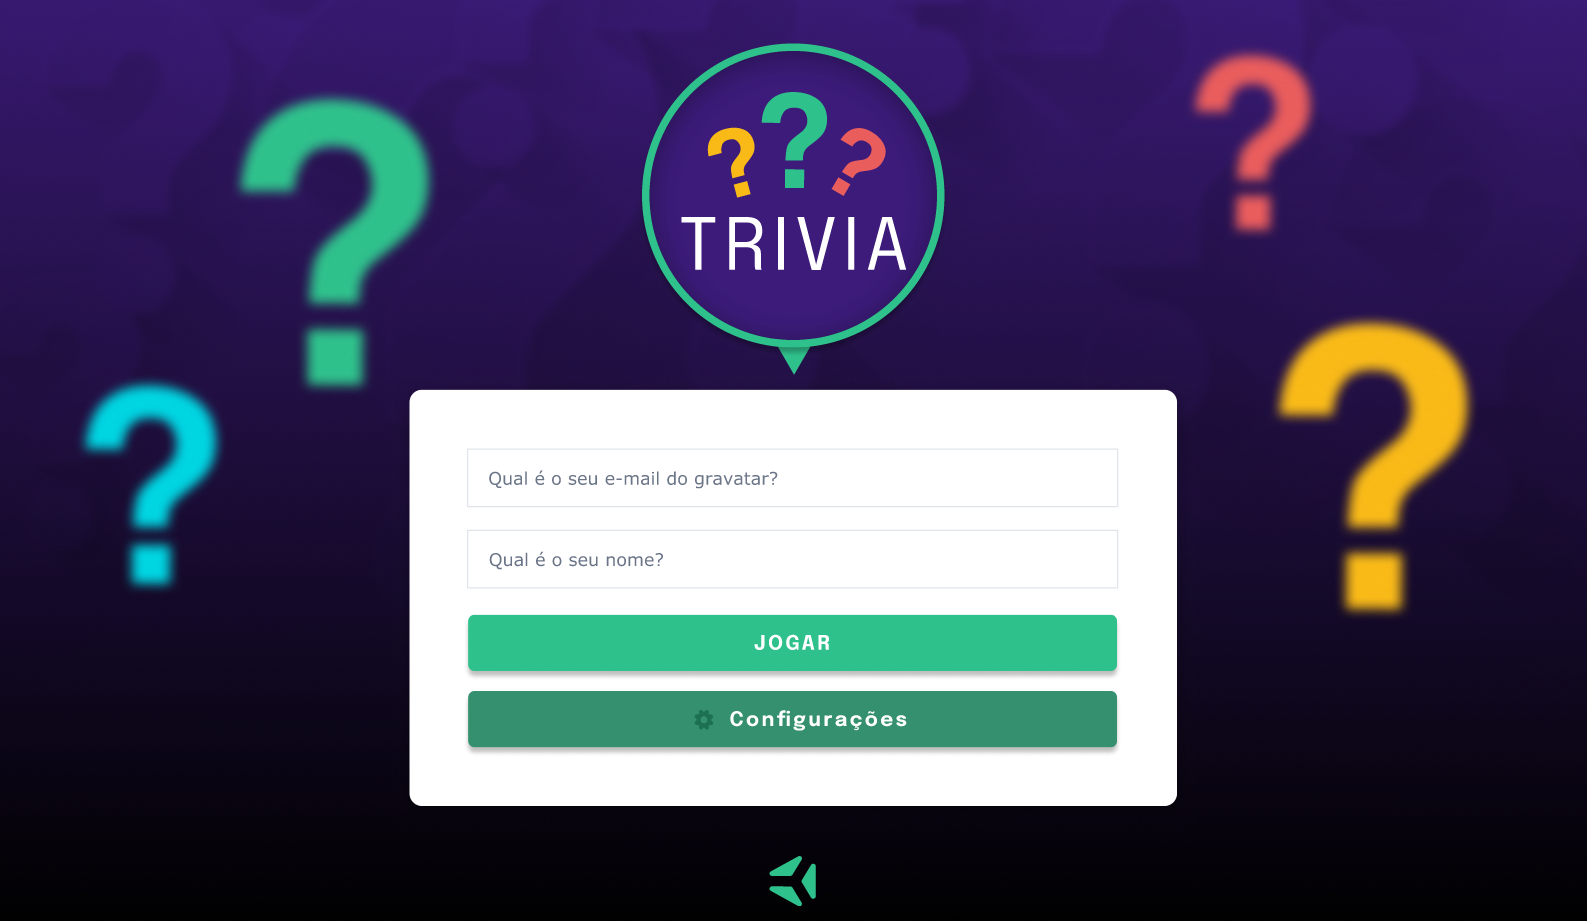 ???
TRIVIA
Qual é o seu e-mail do gravatar?
Qual é o seu nome?
JOGAR
Configurações